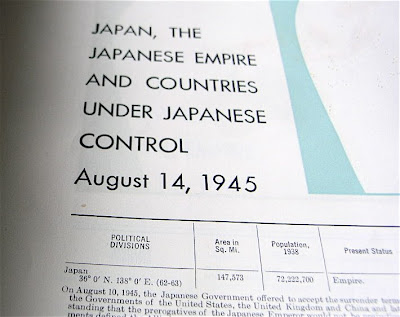 JAPAN, THE
JAPANESE EMPIRE
AND COUNTRIES
UNDER JAPANESE
CONTROL
August 14, 1945
POLITICAL DIVISIONS Area in Sq. Mi. Population, 1938 Present Status
Japan
36° 0' N. 138° 0' E. (62-63) 147,573 72,222,700 Empire.
On August 10, 1945, the Japanese Government offered to accept the surrender terms
the Governments of the United States, the United Kingdom and China and
standing that the prerogatives of the Japanese Emperor would not be